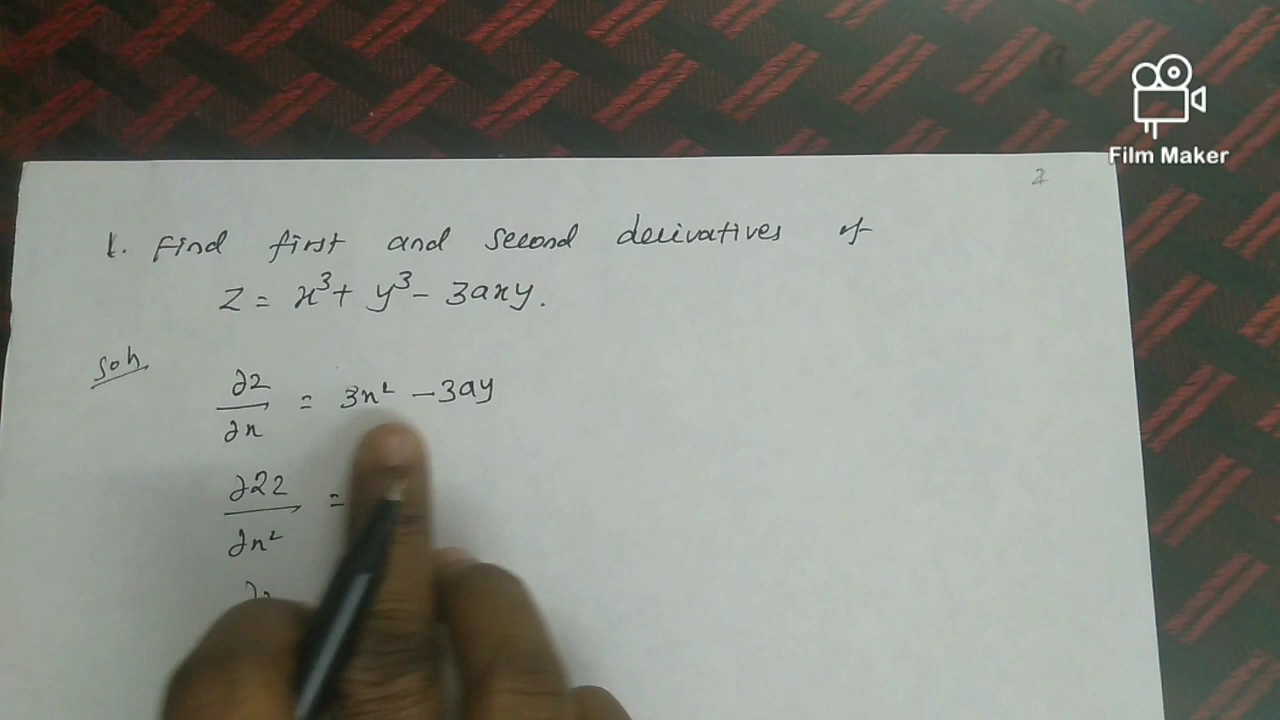 Film Maker
2
1. Find first and second derivatives of
z = x³ + y³ - 3axy.
Soln
∂z/∂x = 3x² - 3ay
∂²z/∂x² =
∂z